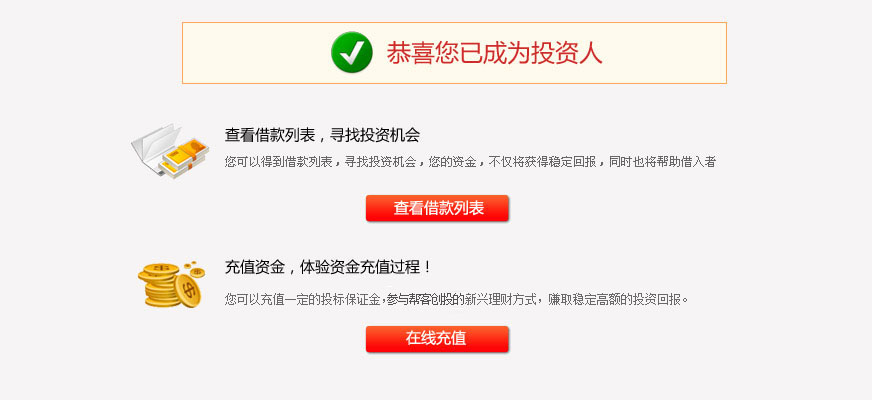 恭喜您已成为投资人
查看借款列表，寻找投资机会
您可以得到借款列表，寻找投资机会，您的资金，不仅将获得稳定回报，同时也将帮助借入者
查看借款列表
充值资金，体验资金充值过程！
您可以充值一定的投标保证金,参与帮客创投的新兴理财方式，赚取稳定高额的投资回报。
在线充值